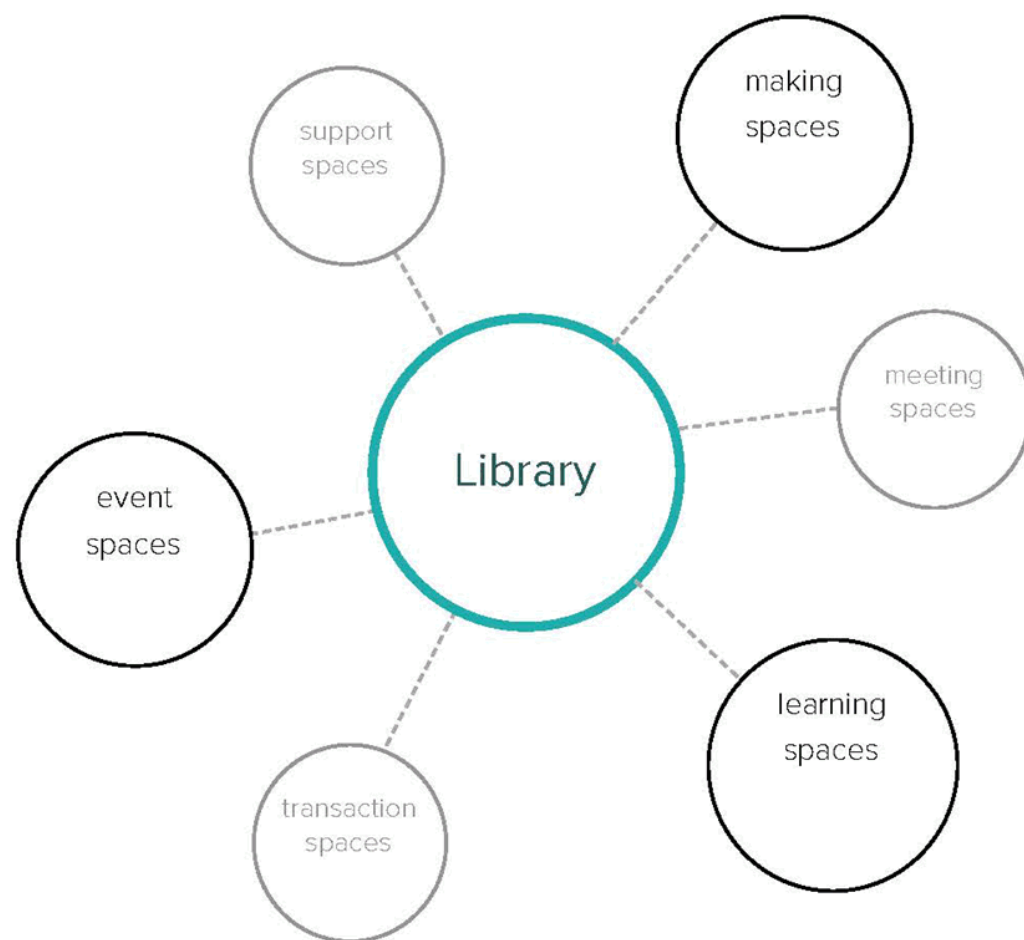 support
spaces
making
spaces
meeting
spaces
Library
event
spaces
learning
spaces
transaction
spaces